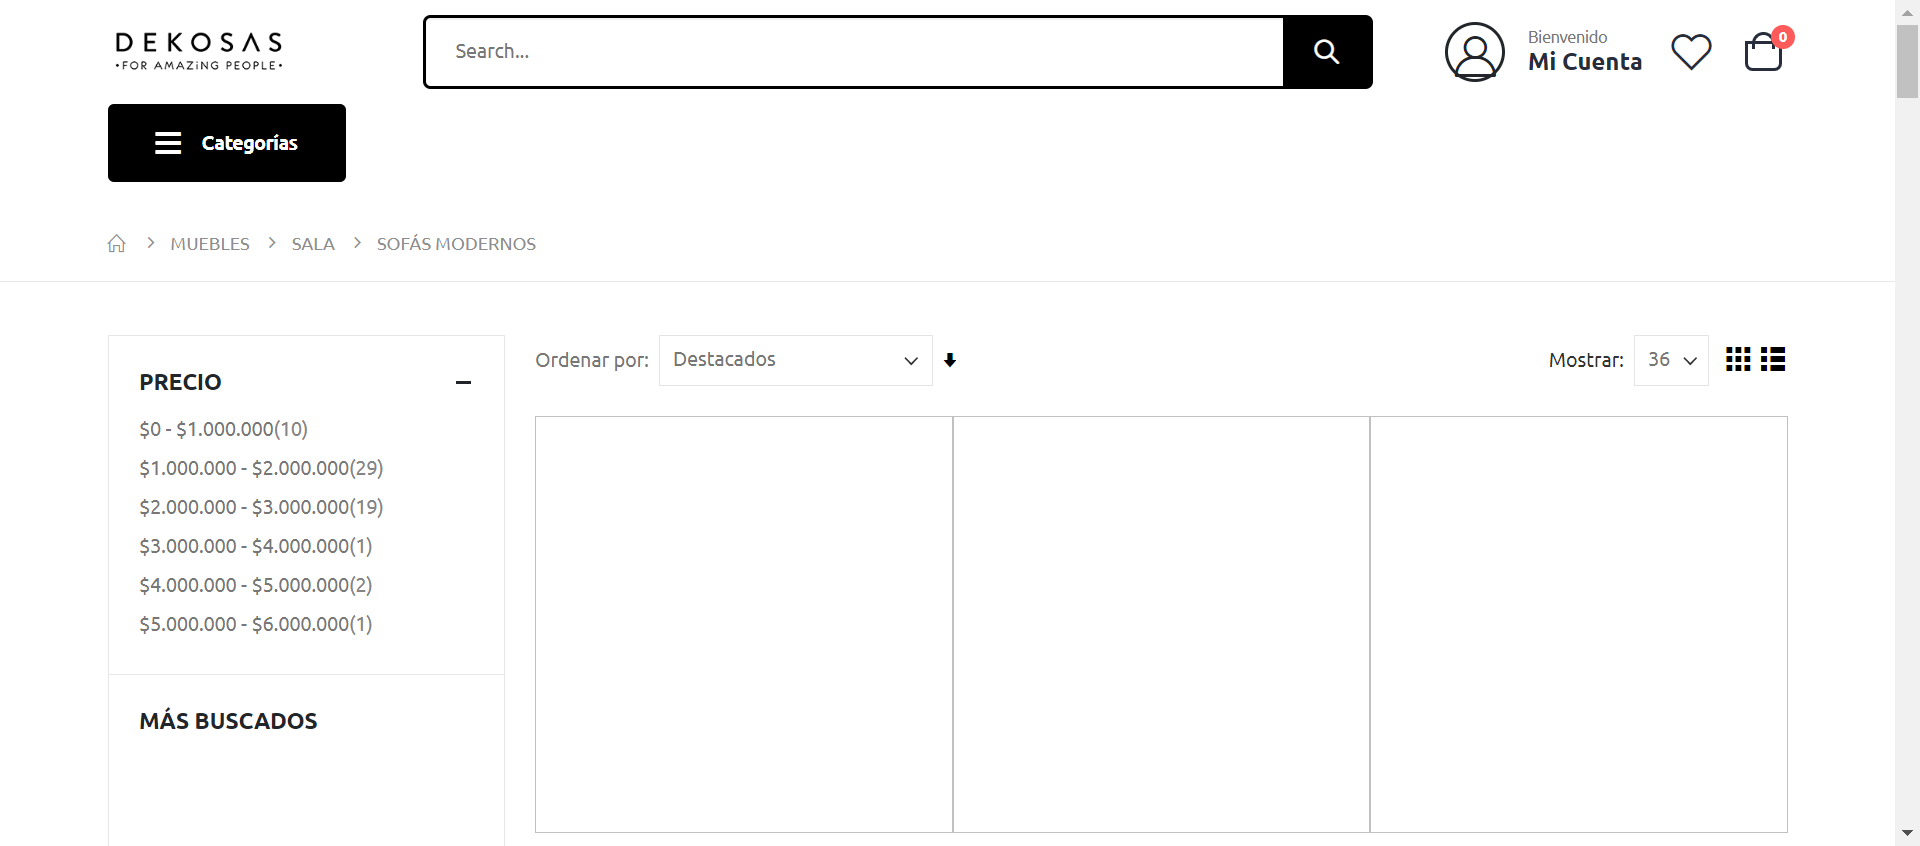 DEKOSAS
•FOR AMAZiNG PEOPLE•
Search...
Bienvenido
Mi Cuenta
0
Categorías
MUEBLES > SALA > SOFÁS MODERNOS
PRECIO
$0 - $1.000.000(10)
$1.000.000 - $2.000.000(29)
$2.000.000 - $3.000.000(19)
$3.000.000 - $4.000.000(1)
$4.000.000 - $5.000.000(2)
$5.000.000 - $6.000.000(1)
MÁS BUSCADOS
Ordenar por: Destacados
Mostrar: 36